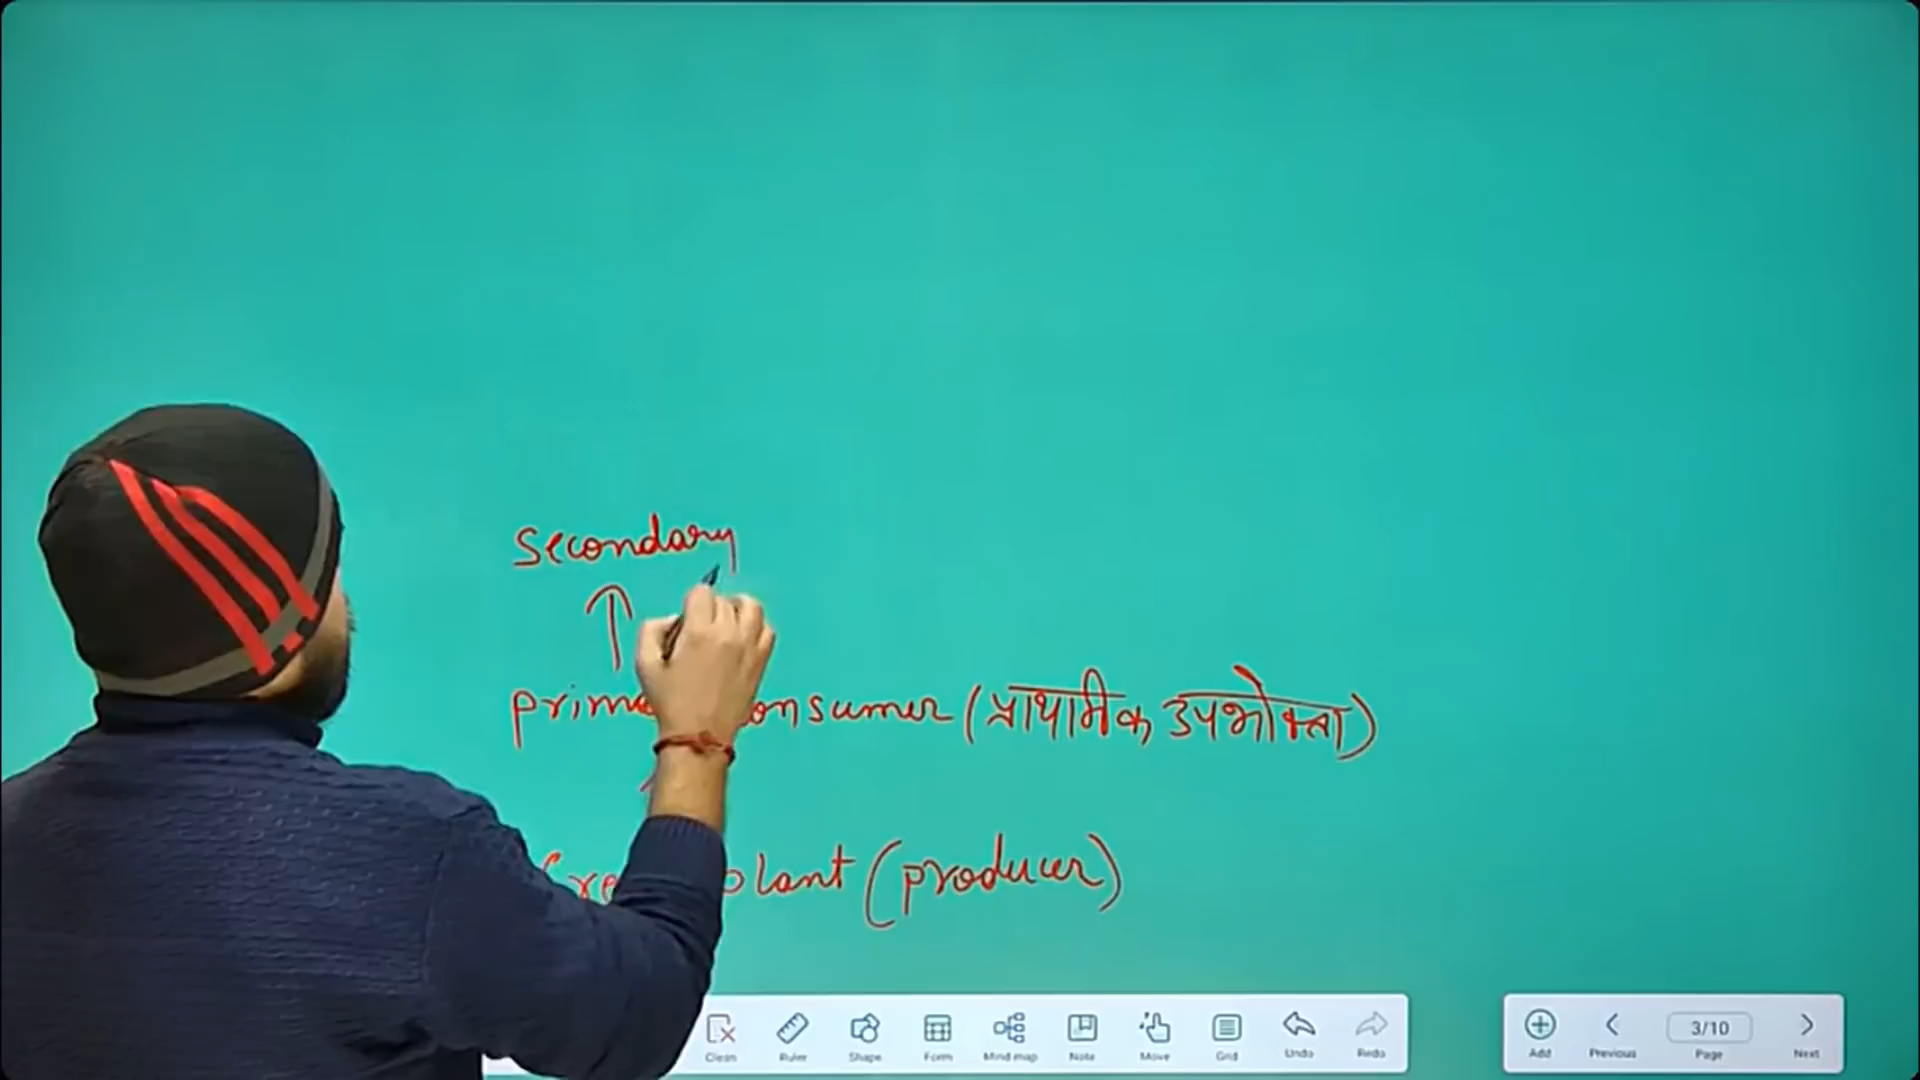 secondary
↑
consumer (प्राथमिक उपभोक्ता)
plant (producer)
Clean Ruler Shape Form Mind map Note Move Grid Undo Redo
Add Previous 3/10 Page Next